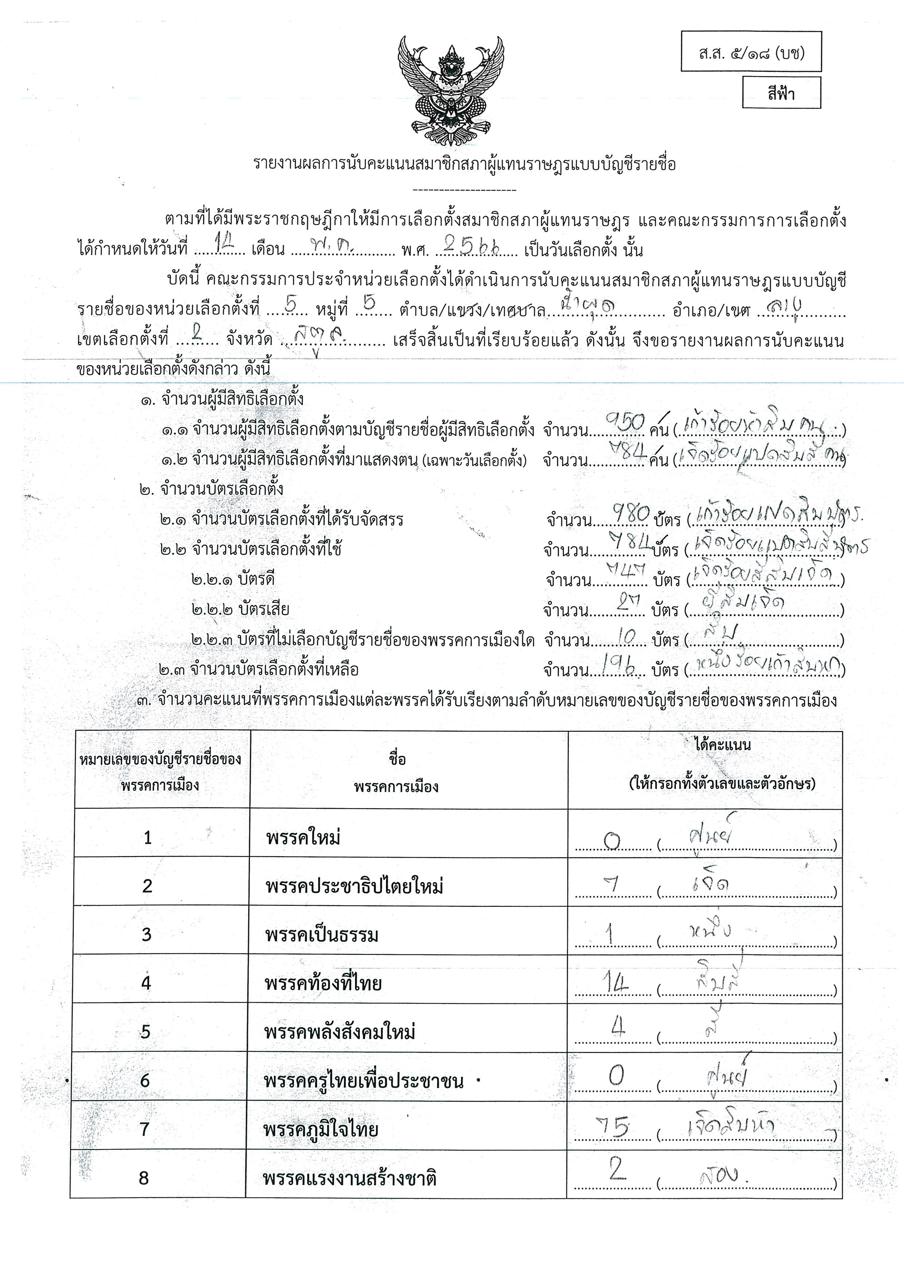 ส.ส. ๕/๑๘ (บช)
สีฟ้า
รายงานผลการนับคะแนนสมาชิกสภาผู้แทนราษฎรแบบบัญชีรายชื่อ
--------------------
ตามที่ได้มีพระราชกฤษฎีกาให้มีการเลือกตั้งสมาชิกสภาผู้แทนราษฎร และคณะกรรมการการเลือกตั้ง
ได้กำหนดให้วันที่ 14 เดือน พ.ค. พ.ศ. 2566 เป็นวันเลือกตั้ง นั้น
บัดนี้ คณะกรรมการประจำหน่วยเลือกตั้งได้ดำเนินการนับคะแนนสมาชิกสภาผู้แทนราษฎรแบบบัญชี
รายชื่อของหน่วยเลือกตั้งที่ 5 หมู่ที่ 5 ตำบล/แขวง/เทศบาล น้ำผุด อำเภอ/เขต ละงู
เขตเลือกตั้งที่ 2 จังหวัด สตูล เสร็จสิ้นเป็นที่เรียบร้อยแล้ว ดังนั้น จึงขอรายงานผลการนับคะแนน
ของหน่วยเลือกตั้งดังกล่าว ดังนี้
๑. จำนวนผู้มีสิทธิเลือกตั้ง
๑.๑ จำนวนผู้มีสิทธิเลือกตั้งตามบัญชีรายชื่อผู้มีสิทธิเลือกตั้ง จำนวน 950 คน (เก้าร้อยห้าสิบคน)
๑.๒ จำนวนผู้มีสิทธิเลือกตั้งที่มาแสดงตน (เฉพาะวันเลือกตั้ง) จำนวน 784 คน (เจ็ดร้อยแปดสิบสี่คน)
๒. จำนวนบัตรเลือกตั้ง
๒.๑ จำนวนบัตรเลือกตั้งที่ได้รับจัดสรร จำนวน 980 บัตร (เก้าร้อยแปดสิบบัตร)
๒.๒ จำนวนบัตรเลือกตั้งที่ใช้ จำนวน 784 บัตร (เจ็ดร้อยแปดสิบสี่บัตร)
๒.๒.๑ บัตรดี จำนวน 747 บัตร (เจ็ดร้อยสี่สิบเจ็ด)
๒.๒.๒ บัตรเสีย จำนวน 27 บัตร (ยี่สิบเจ็ด)
๒.๒.๓ บัตรที่ไม่เลือกบัญชีรายชื่อของพรรคการเมืองใด จำนวน 10 บัตร (สิบ)
๒.๓ จำนวนบัตรเลือกตั้งที่เหลือ จำนวน 196 บัตร (หนึ่งร้อยเก้าสิบหก)
๓. จำนวนคะแนนที่พรรคการเมืองแต่ละพรรคได้รับเรียงตามลำดับหมายเลขของบัญชีรายชื่อของพรรคการเมือง
หมายเลขของบัญชีรายชื่อของพรรคการเมือง ชื่อพรรคการเมือง ได้คะแนน (ให้กรอกทั้งตัวเลขและตัวอักษร)
1 พรรคใหม่ 0 (ศูนย์)
2 พรรคประชาธิปไตยใหม่ 7 (เจ็ด)
3 พรรคเป็นธรรม 1 (หนึ่ง)
4 พรรคท้องที่ไทย 14 (สิบสี่)
5 พรรคพลังสังคมใหม่ 4 (สี่)
6 พรรคครูไทยเพื่อประชาชน 0 (ศูนย์)
7 พรรคภูมิใจไทย 75 (เจ็ดสิบห้า)
8 พรรคแรงงานสร้างชาติ 2 (สอง)